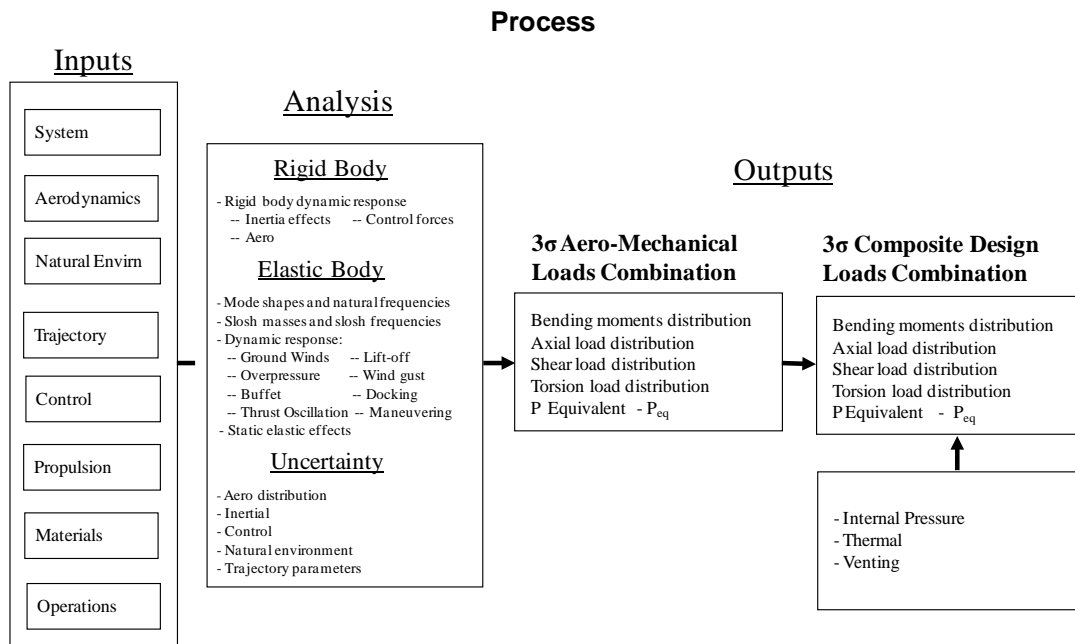 Process
Inputs
System
Aerodynamics
Natural Envirn
Trajectory
Control
Propulsion
Materials
Operations
Analysis
Rigid Body
- Rigid body dynamic response
-- Inertia effects -- Control forces
-- Aero
Elastic Body
- Mode shapes and natural frequencies
- Slosh masses and slosh frequencies
- Dynamic response:
-- Ground Winds -- Lift-off
-- Overpressure -- Wind gust
-- Buffet -- Docking
-- Thrust Oscillation -- Maneuvering
- Static elastic effects
Uncertainty
- Aero distribution
- Inertial
- Control
- Natural environment
- Trajectory parameters
Outputs
3σ Aero-Mechanical
Loads Combination
Bending moments distribution
Axial load distribution
Shear load distribution
Torsion load distribution
P Equivalent - Peq
3σ Composite Design
Loads Combination
Bending moments distribution
Axial load distribution
Shear load distribution
Torsion load distribution
P Equivalent - Peq
- Internal Pressure
- Thermal
- Venting